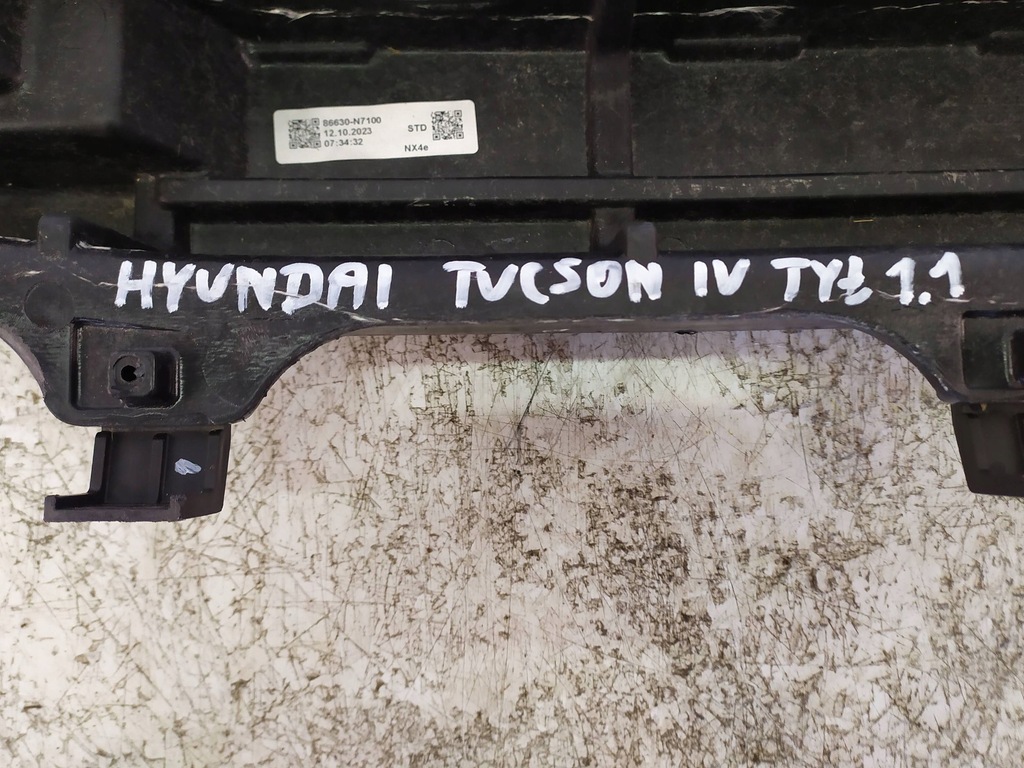 86630-N7100
12.10.2023 STD
07:34:32 NX4e
HYUNDAI TUCSON IV TYŁ 1.1